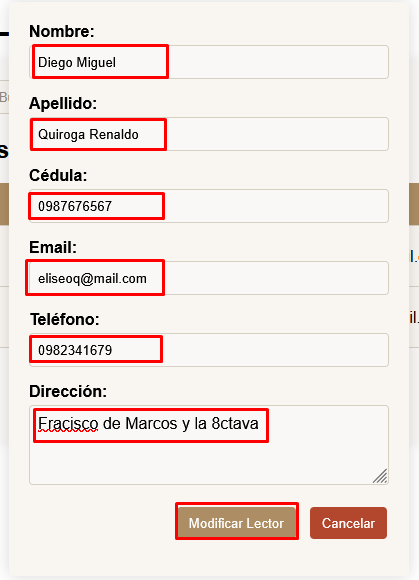 Nombre:
Diego Miguel
Apellido:
Quiroga Renaldo
Cédula:
0987676567
Email:
eliseoq@mail.com
Teléfono:
0982341679
Dirección:
Fracisco de Marcos y la 8ctava
Modificar Lector
Cancelar